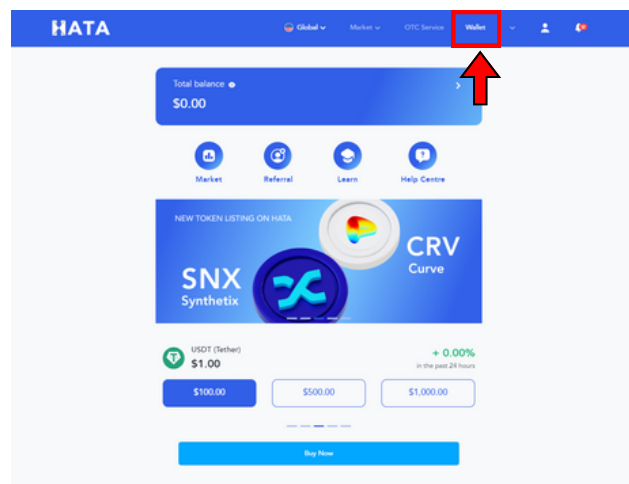 HATA
Global Market OTC Service Wallet
Total balance
$0.00
Market Referral Learn Help Centre
NEW TOKEN LISTING ON HATA
CRV
Curve
SNX
Synthetix
USDT (Tether)
$1.00
+ 0.00%
in the past 24 hours
$100.00 $500.00 $1,000.00
Buy Now